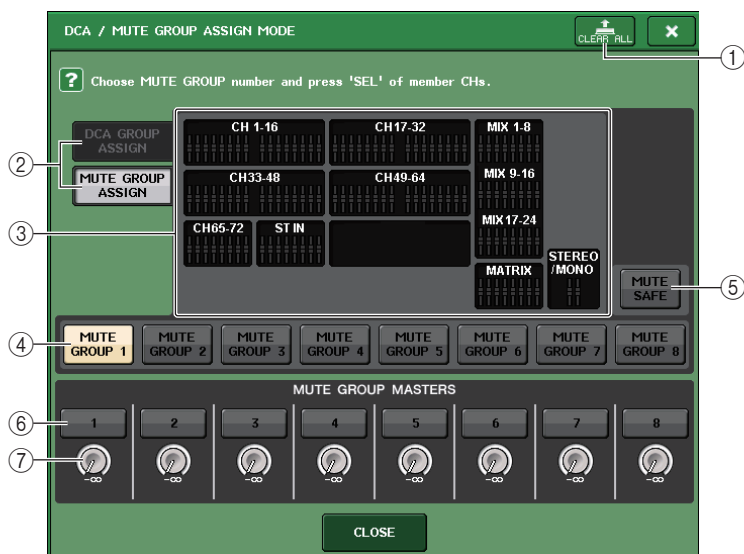 DCA / MUTE GROUP ASSIGN MODE
CLEAR ALL
①
? Choose MUTE GROUP number and press 'SEL' of member CHs.
DCA GROUP
ASSIGN
②
MUTE GROUP
ASSIGN
③
CH 1-16
CH17-32
MIX 1-8
CH33-48
CH49-64
MIX 9-16
CH65-72
ST IN
MIX17-24
MATRIX
STEREO
/MONO
MUTE
SAFE
⑤
④
MUTE
GROUP 1
MUTE
GROUP 2
MUTE
GROUP 3
MUTE
GROUP 4
MUTE
GROUP 5
MUTE
GROUP 6
MUTE
GROUP 7
MUTE
GROUP 8
MUTE GROUP MASTERS
⑥
1 2 3 4 5 6 7 8
⑦
-∞ -∞ -∞ -∞ -∞ -∞ -∞ -∞
CLOSE